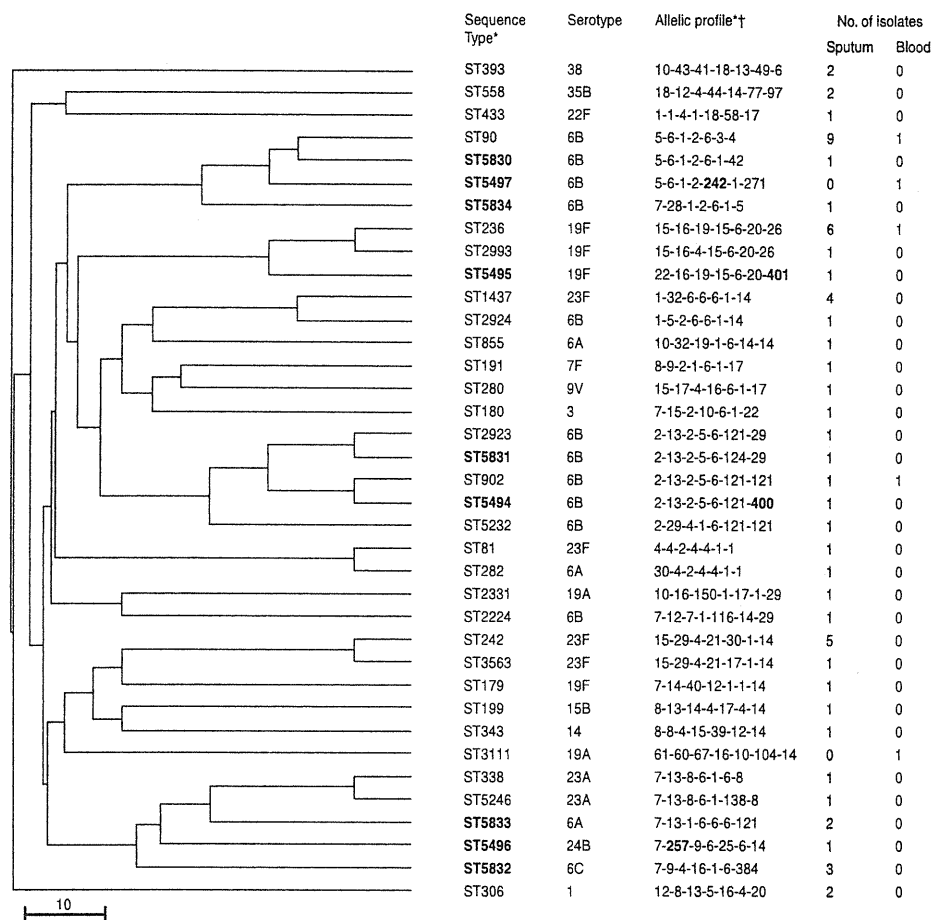 Sequence Type* Serotype Allelic profile*† No. of isolates
Sputum Blood
ST393 38 10-43-41-18-13-49-6 2 0
ST558 35B 18-12-4-44-14-77-97 2 0
ST433 22F 1-1-4-1-18-58-17 1 0
ST90 6B 5-6-1-2-6-3-4 9 1
ST5830 6B 5-6-1-2-6-1-42 1 0
ST5497 6B 5-6-1-2-242-1-271 0 1
ST5834 6B 7-28-1-2-6-1-5 1 0
ST236 19F 15-16-19-15-6-20-26 6 1
ST2993 19F 15-16-4-15-6-20-26 1 0
ST5495 19F 22-16-19-15-6-20-401 1 0
ST1437 23F 1-32-6-6-6-1-14 4 0
ST2924 6B 1-5-2-6-6-1-14 1 0
ST855 6A 10-32-19-1-6-14-14 1 0
ST191 7F 8-9-2-1-6-1-17 1 0
ST280 9V 15-17-4-16-6-1-17 1 0
ST180 3 7-15-2-10-6-1-22 1 0
ST2923 6B 2-13-2-5-6-121-29 1 0
ST5831 6B 2-13-2-5-6-124-29 1 0
ST902 6B 2-13-2-5-6-121-121 1 1
ST5494 6B 2-13-2-5-6-121-400 1 0
ST5232 6B 2-29-4-1-6-121-121 1 0
ST81 23F 4-4-2-4-4-1-1 1 0
ST282 6A 30-4-2-4-4-1-1 1 0
ST2331 19A 10-16-150-1-17-1-29 1 0
ST2224 6B 7-12-7-1-116-14-29 1 0
ST242 23F 15-29-4-21-30-1-14 5 0
ST3563 23F 15-29-4-21-17-1-14 1 0
ST179 19F 7-14-40-12-1-1-14 1 0
ST199 15B 8-13-14-4-17-4-14 1 0
ST343 14 8-8-4-15-39-12-14 1 0
ST3111 19A 61-60-67-16-10-104-14 0 1
ST338 23A 7-13-8-6-1-6-8 1 0
ST5246 23A 7-13-8-6-1-138-8 1 0
ST5833 6A 7-13-1-6-6-6-121 2 0
ST5496 24B 7-257-9-6-25-6-14 1 0
ST5832 6C 7-9-4-16-1-6-384 3 0
ST306 1 12-8-13-5-16-4-20 2 0
10